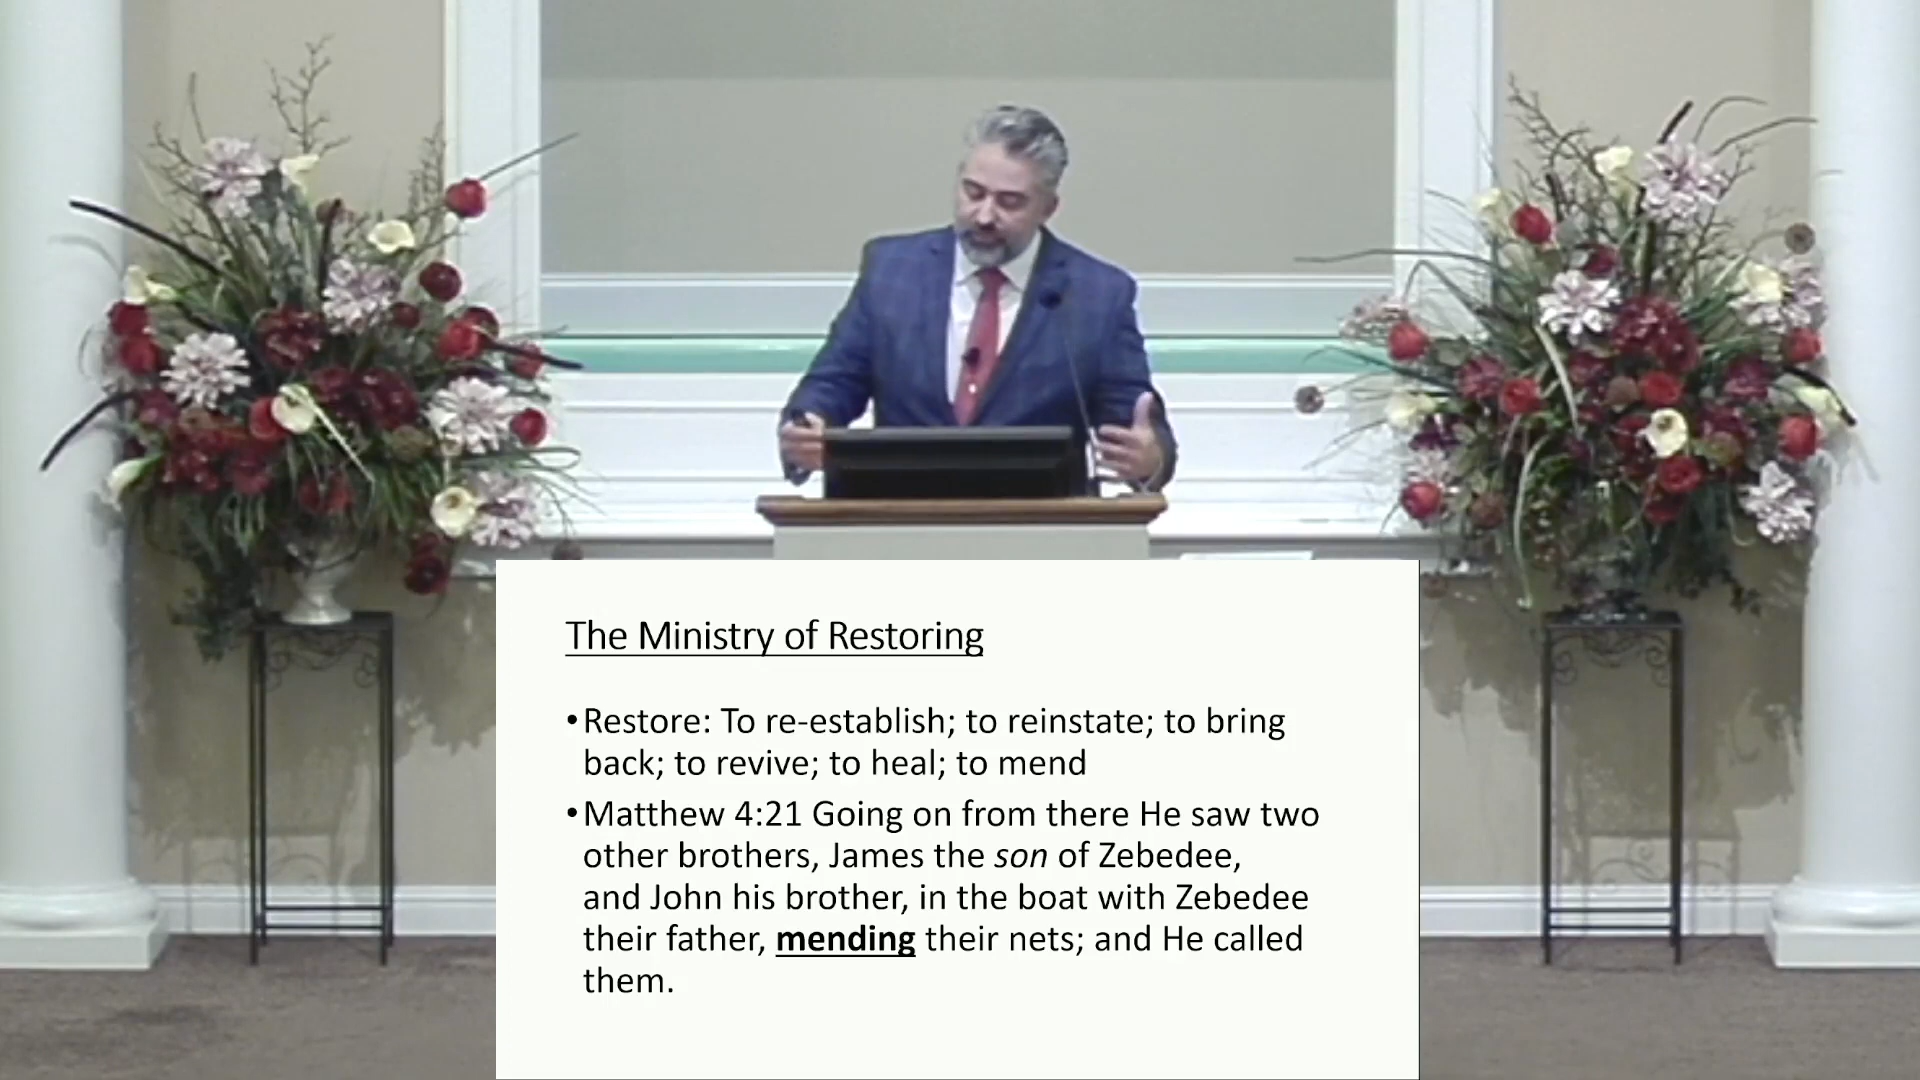 The Ministry of Restoring
•Restore: To re-establish; to reinstate; to bring
back; to revive; to heal; to mend
•Matthew 4:21 Going on from there He saw two
other brothers, James the son of Zebedee,
and John his brother, in the boat with Zebedee
their father, mending their nets; and He called
them.